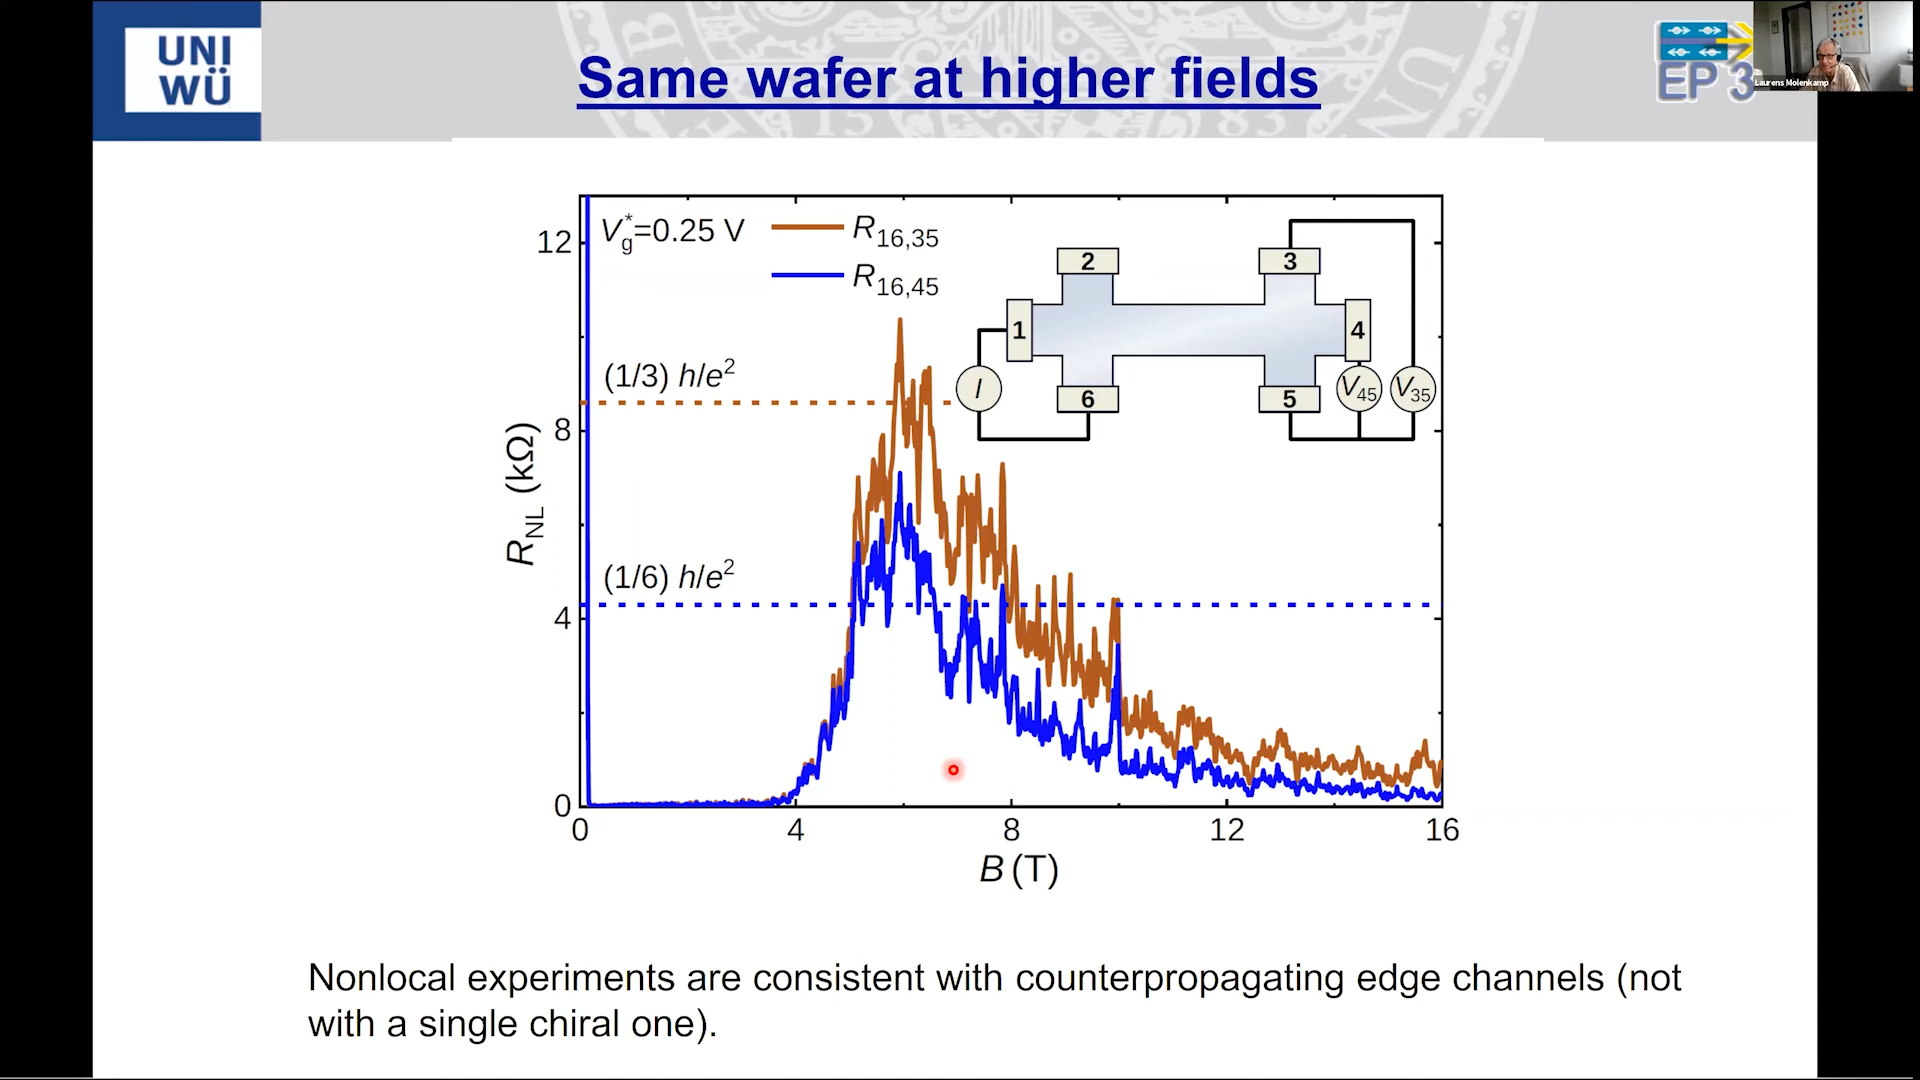 UNI
WÜ
Same wafer at higher fields
EP 3
Laurens Molenkamp
V*g=0.25 V
R16,35
R16,45
(1/3) h/e2
(1/6) h/e2
1
2
3
4
5
6
I
V45
V35
RNL (kΩ)
12
8
4
0
0 4 8 12 16
B (T)
Nonlocal experiments are consistent with counterpropagating edge channels (not
with a single chiral one).